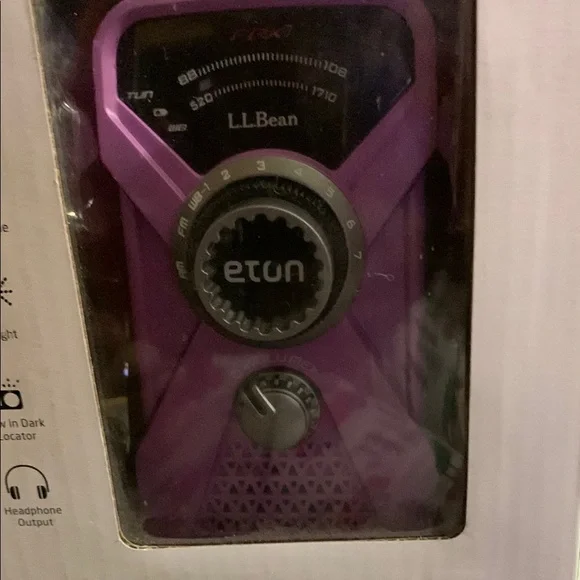 88 108
TUN
520 1710
L.L.Bean
AM FM WB-1 2 3 4 5 6 7
etón
ght
w in Dark
Locator
Headphone
Output